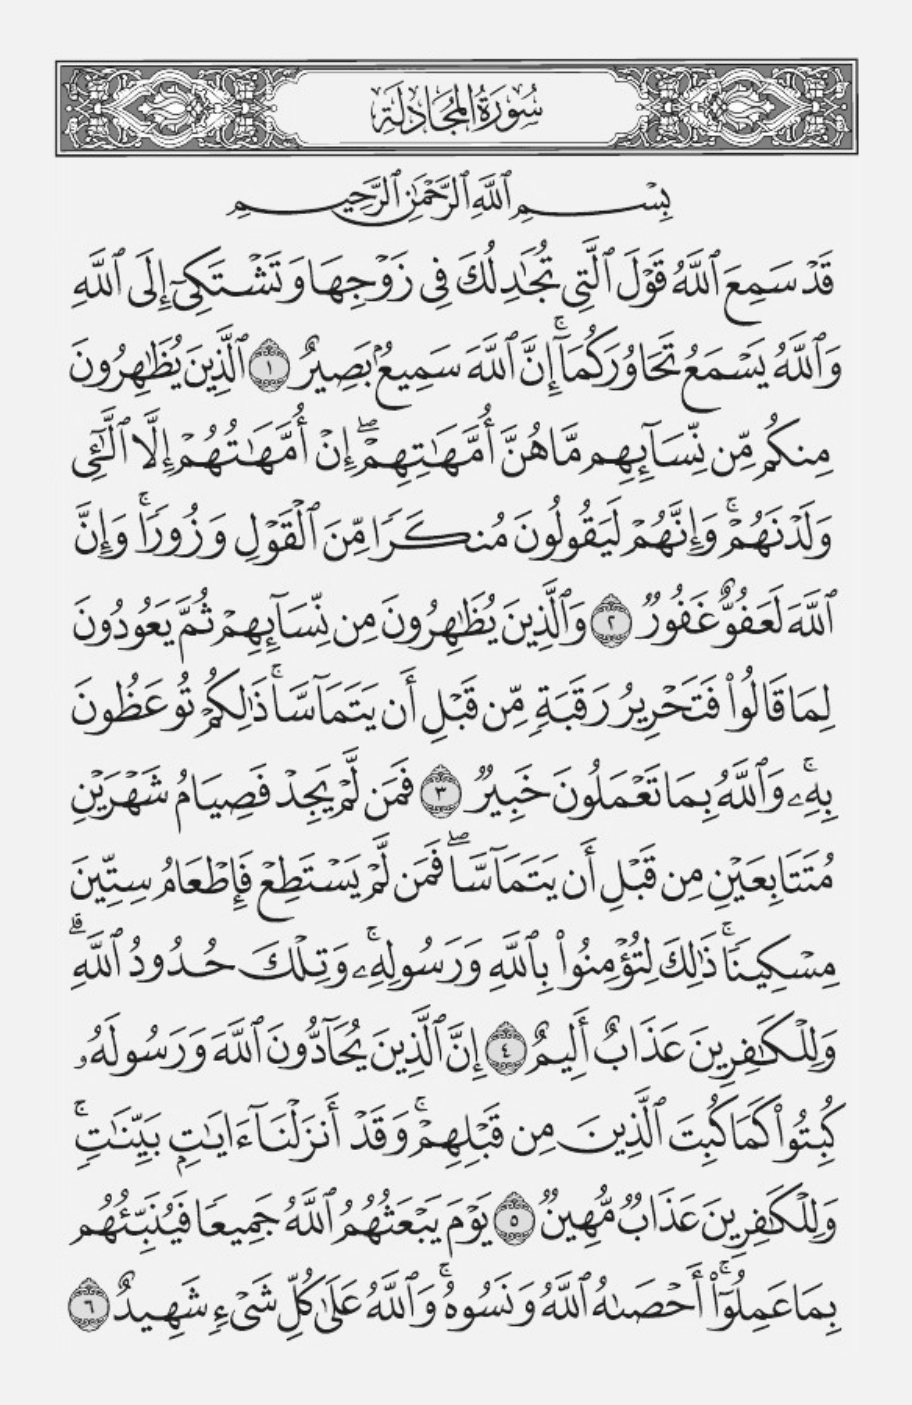 سُورَةُ المُجَادلَةِ
بِسْمِ ٱللَّهِ ٱلرَّحْمَٰنِ ٱلرَّحِيمِ
قَدْ سَمِعَ ٱللَّهُ قَوْلَ ٱلَّتِي تُجَٰدِلُكَ فِي زَوْجِهَا وَتَشْتَكِيٓ إِلَى ٱللَّهِ
وَٱللَّهُ يَسْمَعُ تَحَاوُرَكُمَآۚ إِنَّ ٱللَّهَ سَمِيعُۢ بَصِيرٌ ١ ٱلَّذِينَ يُظَٰهِرُونَ
مِنكُم مِّن نِّسَآئِهِم مَّا هُنَّ أُمَّهَٰتِهِمْۖ إِنْ أُمَّهَٰتُهُمْ إِلَّا ٱلَّٰٓـِٔي
وَلَدْنَهُمْۚ وَإِنَّهُمْ لَيَقُولُونَ مُنكَرًا مِّنَ ٱلْقَوْلِ وَزُورًاۚ وَإِنَّ
ٱللَّهَ لَعَفُوٌّ غَفُورٌ ٢ وَٱلَّذِينَ يُظَٰهِرُونَ مِن نِّسَآئِهِمْ ثُمَّ يَعُودُونَ
لِمَا قَالُوا۟ فَتَحْرِيرُ رَقَبَةٍ مِّن قَبْلِ أَن يَتَمَآسَّاۚ ذَٰلِكُمْ تُوعَظُونَ
بِهِۦۚ وَٱللَّهُ بِمَا تَعْمَلُونَ خَبِيرٌ ٣ فَمَن لَّمْ يَجِدْ فَصِيَامُ شَهْرَيْنِ
مُتَتَابِعَيْنِ مِن قَبْلِ أَن يَتَمَآسَّاۖ فَمَن لَّمْ يَسْتَطِعْ فَإِطْعَامُ سِتِّينَ
مِسْكِينًاۚ ذَٰلِكَ لِتُؤْمِنُوا۟ بِٱللَّهِ وَرَسُولِهِۦۚ وَتِلْكَ حُدُودُ ٱللَّهِۗ
وَلِلْكَٰفِرِينَ عَذَابٌ أَلِيمٌ ٤ إِنَّ ٱلَّذِينَ يُحَآدُّونَ ٱللَّهَ وَرَسُولَهُۥ
كُبِتُوا۟ كَمَا كُبِتَ ٱلَّذِينَ مِن قَبْلِهِمْۚ وَقَدْ أَنزَلْنَآ ءَايَٰتٍۭ بَيِّنَٰتٍۚ
وَلِلْكَٰفِرِينَ عَذَابٌ مُّهِينٌ ٥ يَوْمَ يَبْعَثُهُمُ ٱللَّهُ جَمِيعًا فَيُنَبِّئُهُم
بِمَا عَمِلُوٓا۟ۚ أَحْصَىٰهُ ٱللَّهُ وَنَسُوهُۚ وَٱللَّهُ عَلَىٰ كُلِّ شَيْءٍ شَهِيدٌ ٦